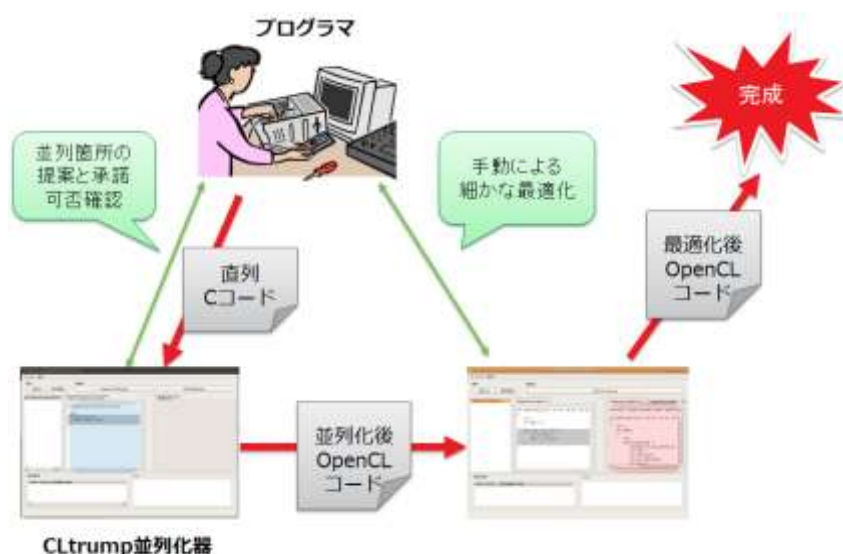 プログラマ
完成
並列箇所の
提案と承諾
可否確認
手動による
細かな最適化
直列
Cコード
最適化後
OpenCL
コード
並列化後
OpenCL
コード
CLtrump並列化器